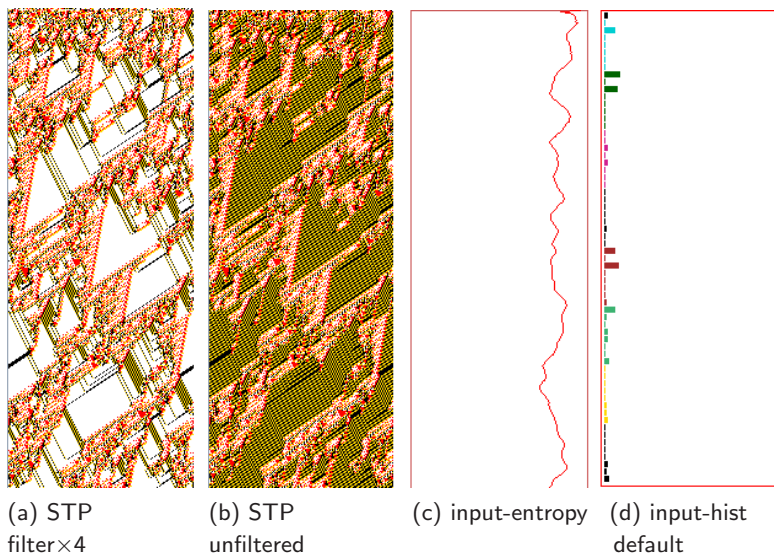 (a) STP
filter×4
(b) STP
unfiltered
(c) input-entropy
(d) input-hist
default